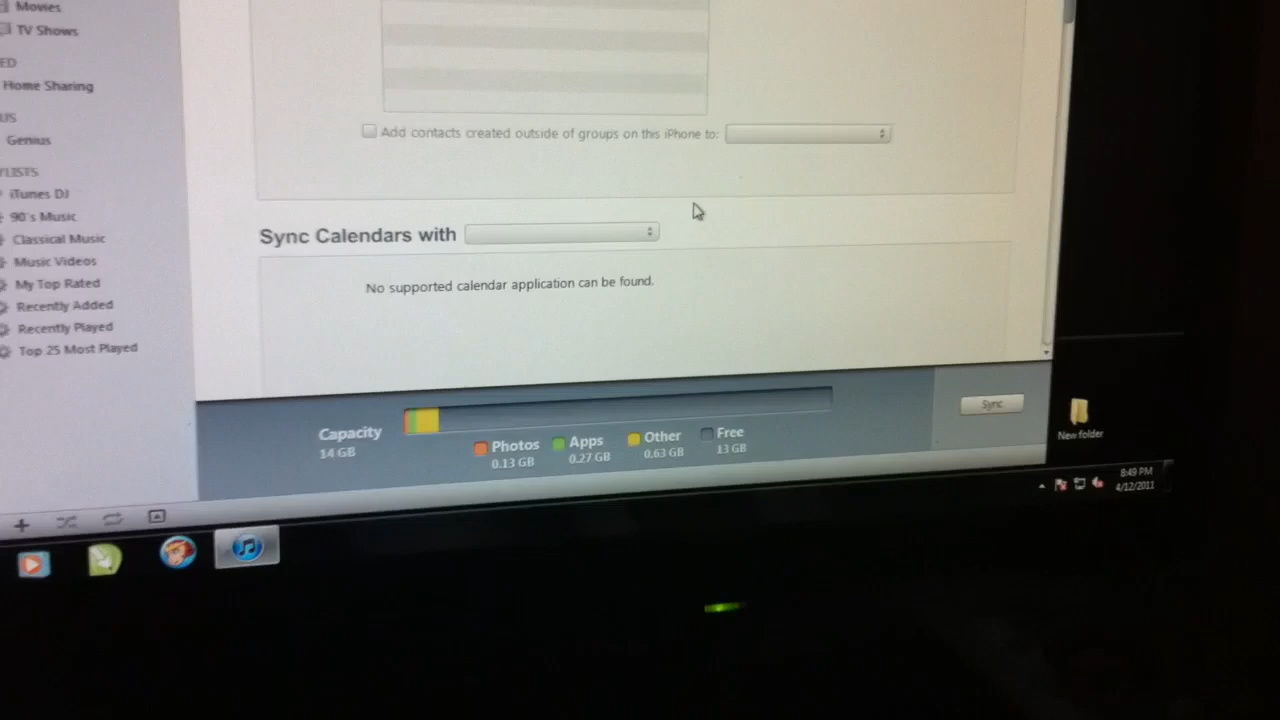 Movies
TV Shows
ED
Home Sharing
US
Genius
YLISTS
iTunes DJ
90's Music
Classical Music
Music Videos
My Top Rated
Recently Added
Recently Played
Top 25 Most Played
Add contacts created outside of groups on this iPhone to:
Sync Calendars with
No supported calendar application can be found.
Capacity
14 GB
Photos
0.13 GB
Apps
0.27 GB
Other
0.63 GB
Free
13 GB
Sync
New folder
8:49 PM
4/12/2011